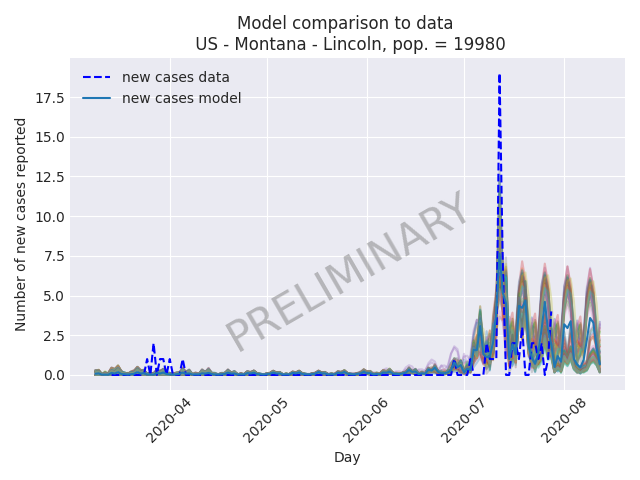 Model comparison to data
US - Montana - Lincoln, pop. = 19980
new cases data
new cases model
Number of new cases reported
17.5
15.0
12.5
10.0
7.5
5.0
2.5
0.0
PRELIMINARY
2020-04
2020-05
2020-06
2020-07
2020-08
Day